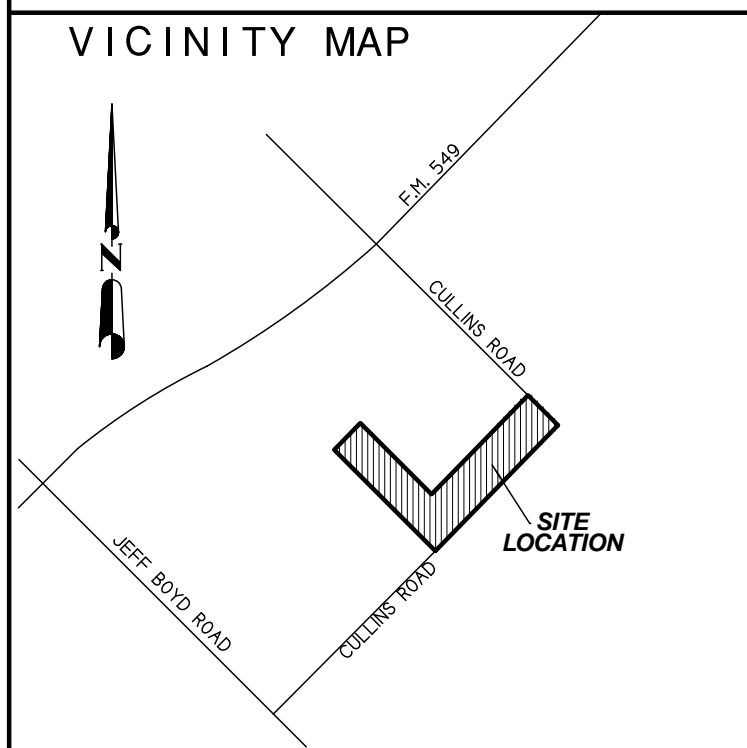 VICINITY MAP
F.M. 549
N
CULLINS ROAD
SITE
LOCATION
JEFF BOYD ROAD
CULLINS ROAD